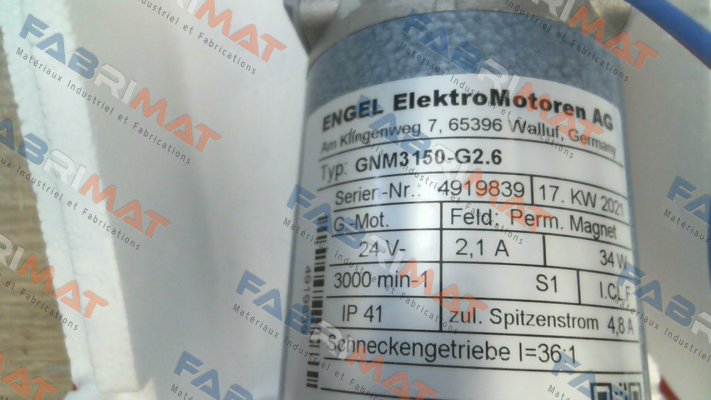 ENGEL ElektroMotoren AG
Am Klingenweg 7, 65396 Walluf, Germany
Typ: GNM3150-G2.6
Serier-Nr.: 4919839 17. KW 2021
G.-Mot. Feld: Perm. Magnet
24 V- 2,1 A 34 W
3000 min-1 S1 I.CL F
IP 41 zul. Spitzenstrom 4,8 A
Schneckengetriebe I=36:1
FABRIMAT
Matériaux Industriel et Fabrications